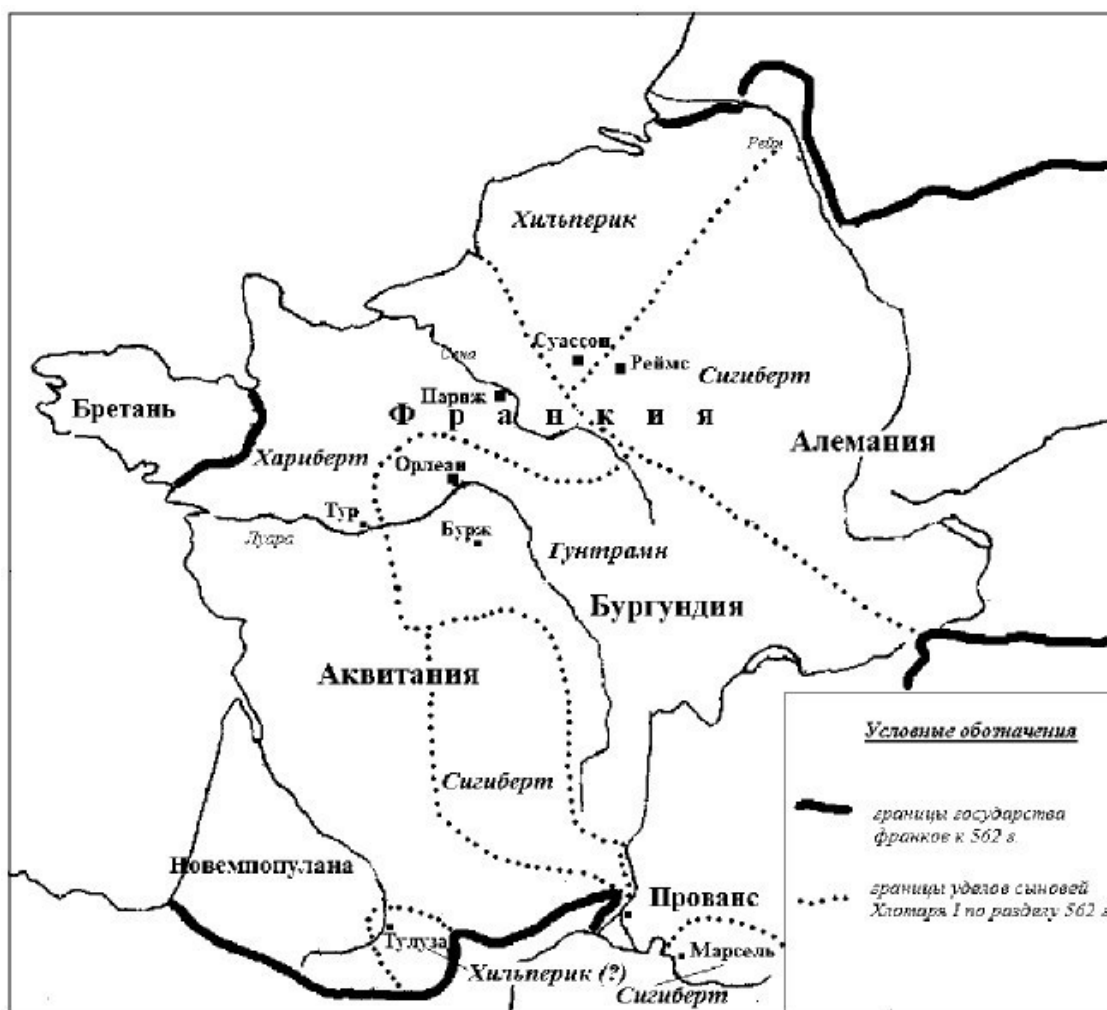 Рейн
Хильперик
Суассон
Сена
Реймс
Сигиберт
Париж
Франкия
Бретань
Алемания
Хариберт
Орлеан
Тур
Бурж
Луара
Гунтрамн
Бургундия
Аквитания
Сигиберт
Новемпопулана
Прованс
Тулуза
Марсель
Хильперик (?)
Сигиберт
Условные обозначения
границы государства
франков к 562 г.
границы уделов сыновей
Хлотаря I по разделу 562 г